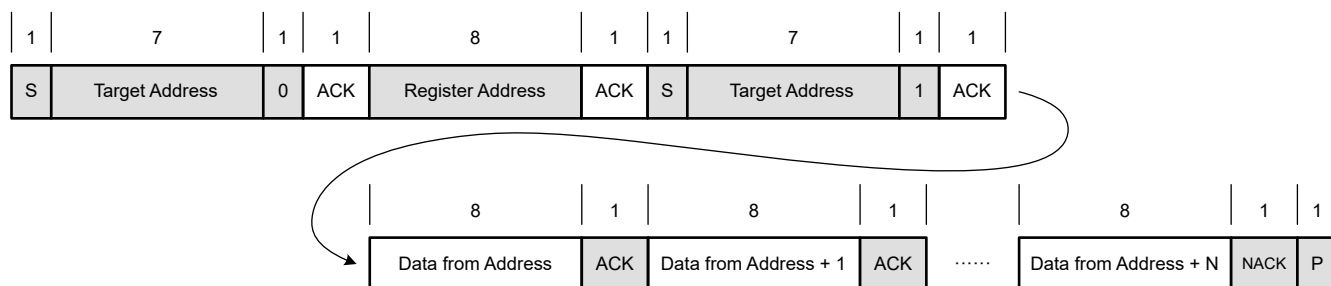 1 7 1 1 8 1 1 7 1 1
S Target Address 0 ACK Register Address ACK S Target Address 1 ACK
8 1 8 1 8 1 1
Data from Address ACK Data from Address + 1 ACK ...... Data from Address + N NACK P